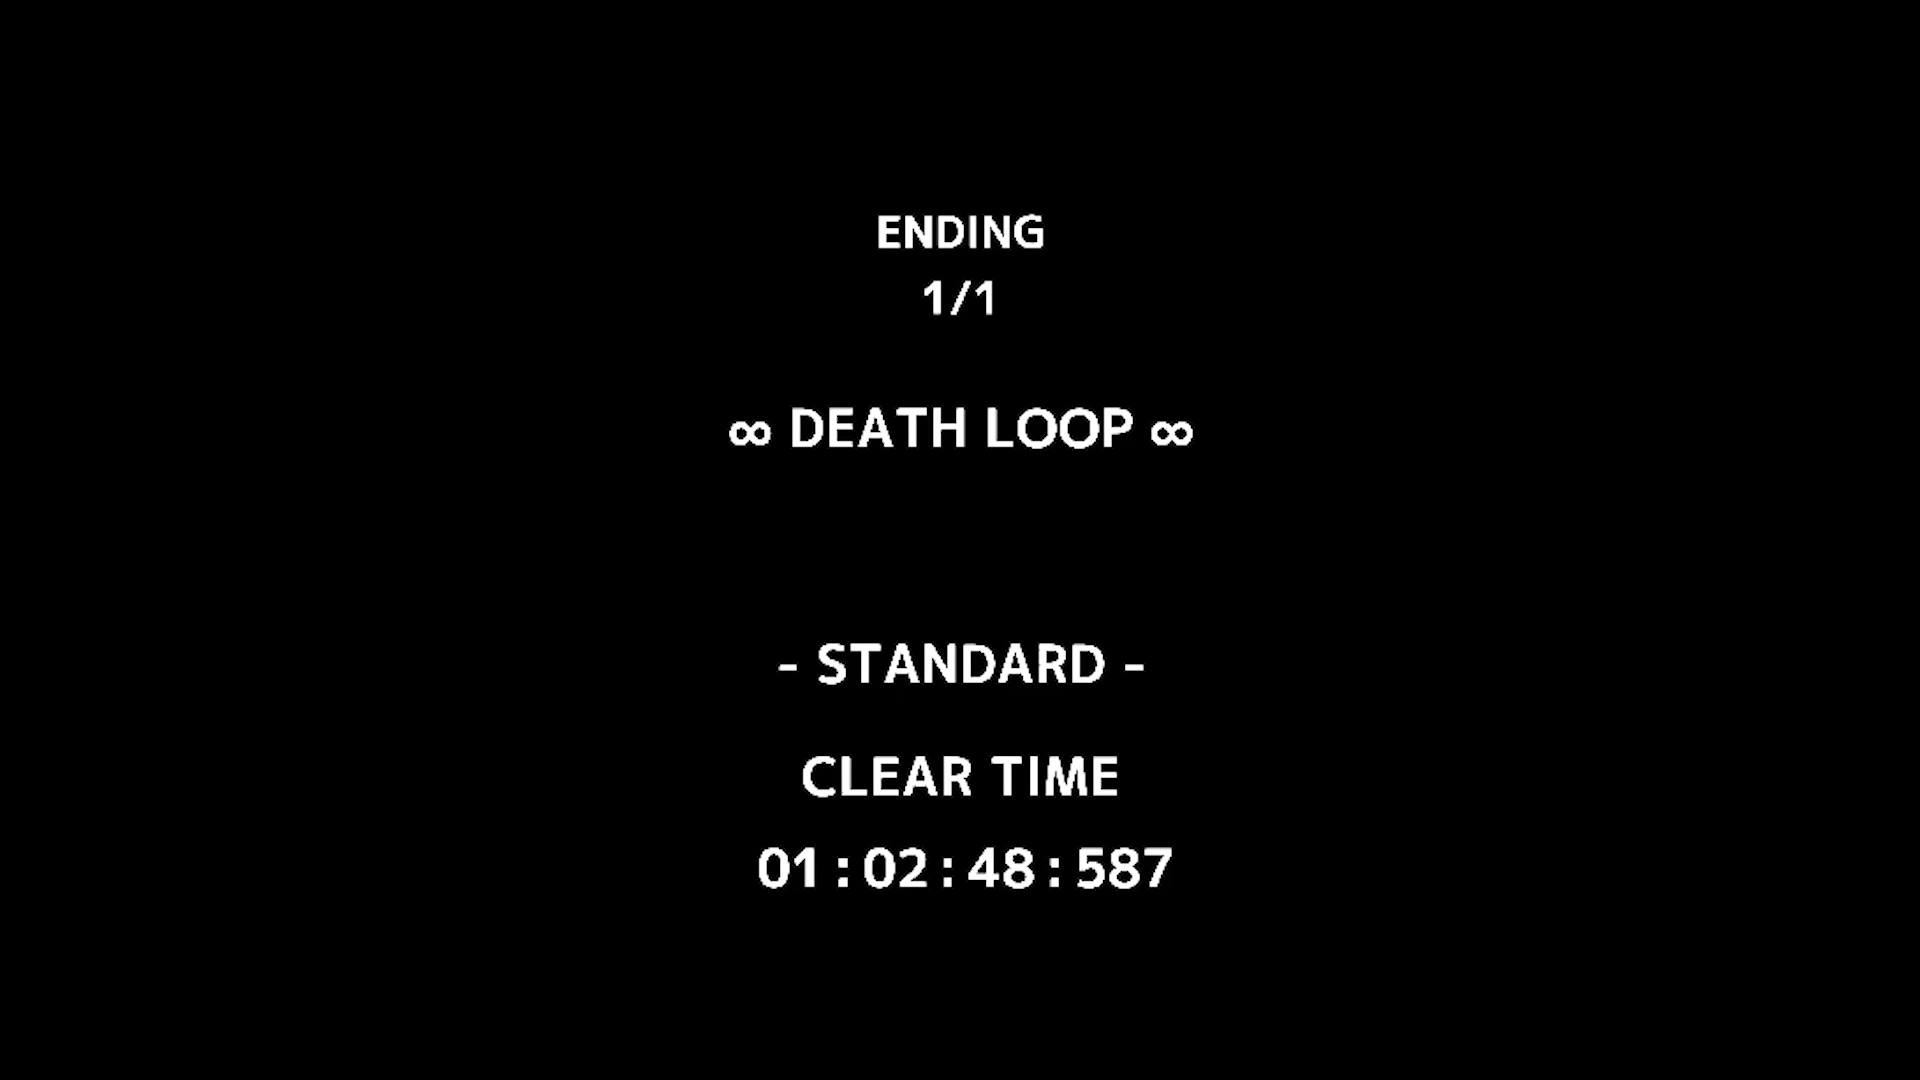 ENDING
1/1
∞ DEATH LOOP ∞
- STANDARD -
CLEAR TIME
01 : 02 : 48 : 587